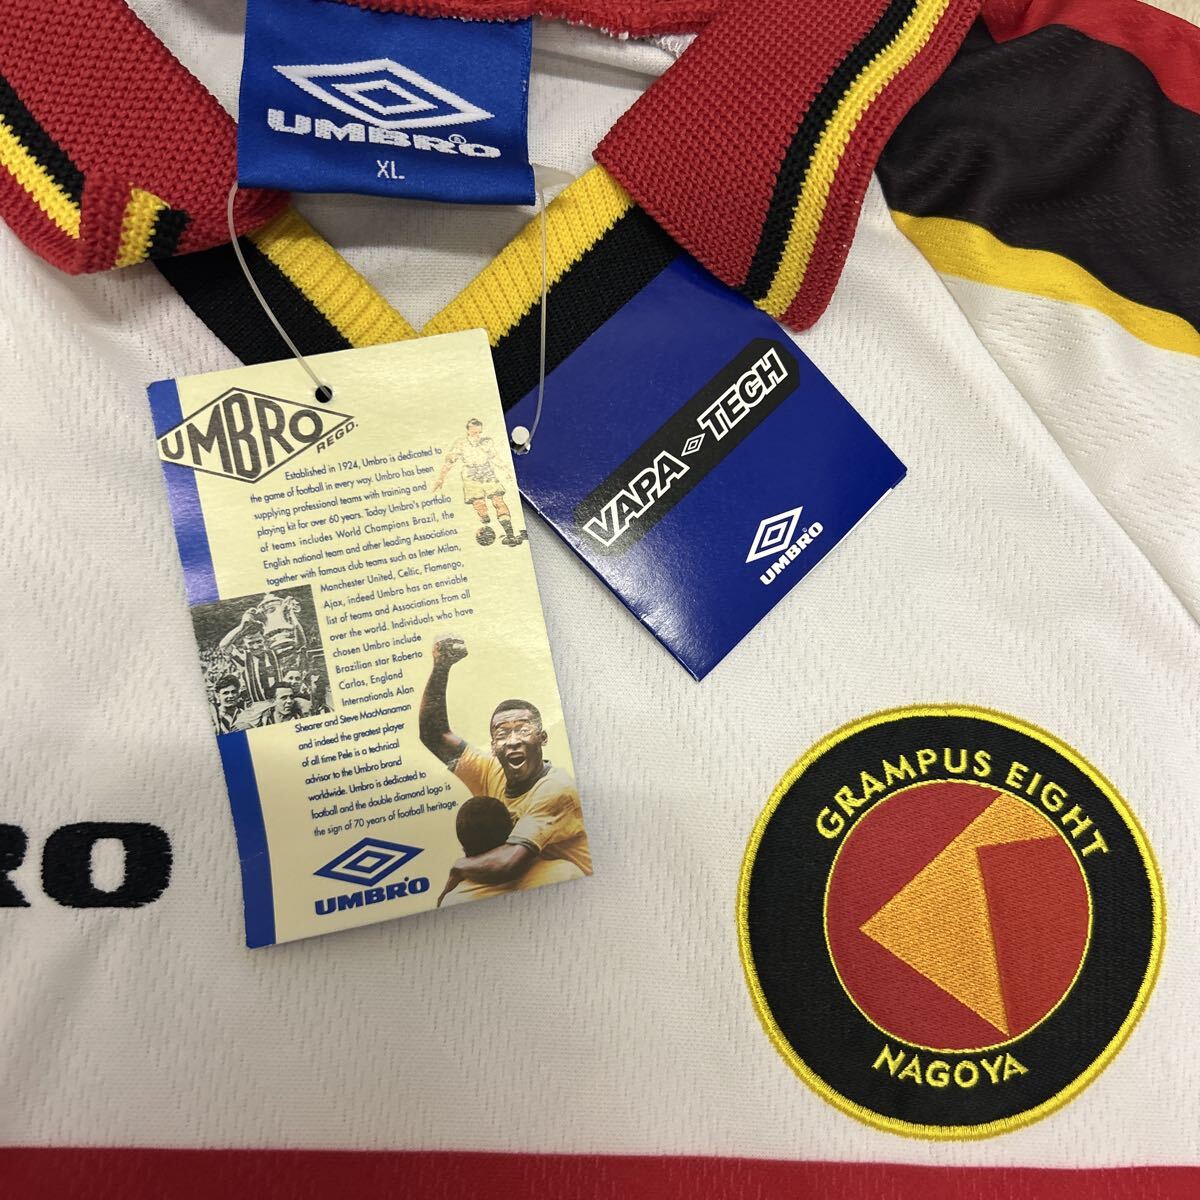 UMBRO®
XL
UMBRO
REGD.
Established in 1924, Umbro is dedicated to
the game of football in every way. Umbro has been
supplying professional teams with training and
playing kit for over 60 years. Today Umbro's portfolio
of teams includes World Champions Brazil, the
English national team and other leading Associations
together with famous club teams such as Inter Milan,
Manchester United, Celtic, Flamengo,
Ajax, indeed Umbro has an enviable
list of teams and Associations from all
over the world. Individuals who have
chosen Umbro include
Brazilian star Roberto
Carlos, England
Internationals Alan
Shearer and Steve MacManaman
and indeed the greatest player
of all time Pele is a technical
advisor to the Umbro brand
worldwide. Umbro is dedicated to
football and the double diamond logo is
the sign of 70 years of football heritage.
UMBRO
VAPA TECH
UMBRO
GRAMPUS EIGHT
NAGOYA
RO